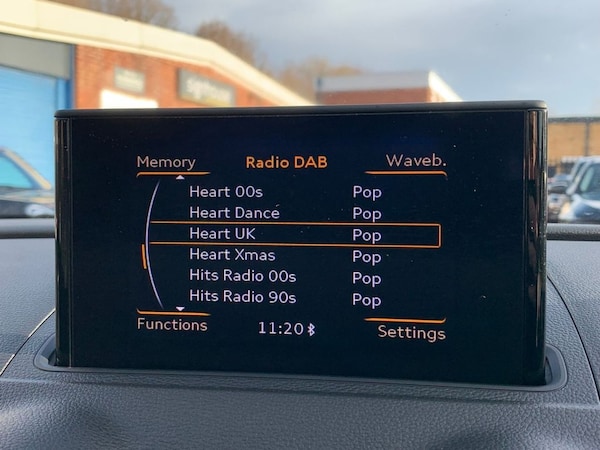 Memory Radio DAB Waveb.
Heart 00s Pop
Heart Dance Pop
Heart UK Pop
Heart Xmas Pop
Hits Radio 00s Pop
Hits Radio 90s Pop
Functions 11:20 Settings